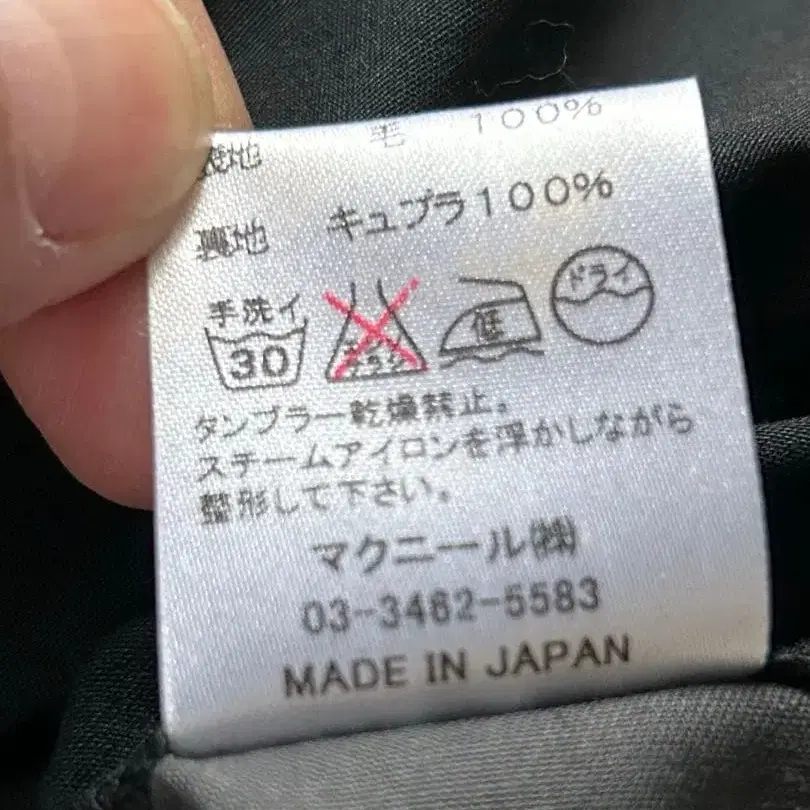 表地 毛 100%
裏地 キュプラ100%
手洗イ 30
低
ドライ
タンブラー乾燥禁止。
スチームアイロンを浮かしながら
整形して下さい。
マクニール㈱
03-3462-5583
MADE IN JAPAN